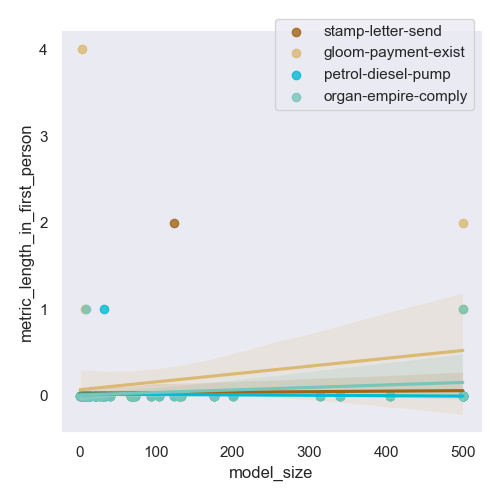 stamp-letter-send
gloom-payment-exist
petrol-diesel-pump
organ-empire-comply
4
3
2
1
0
metric_length_in_first_person
0 100 200 300 400 500
model_size